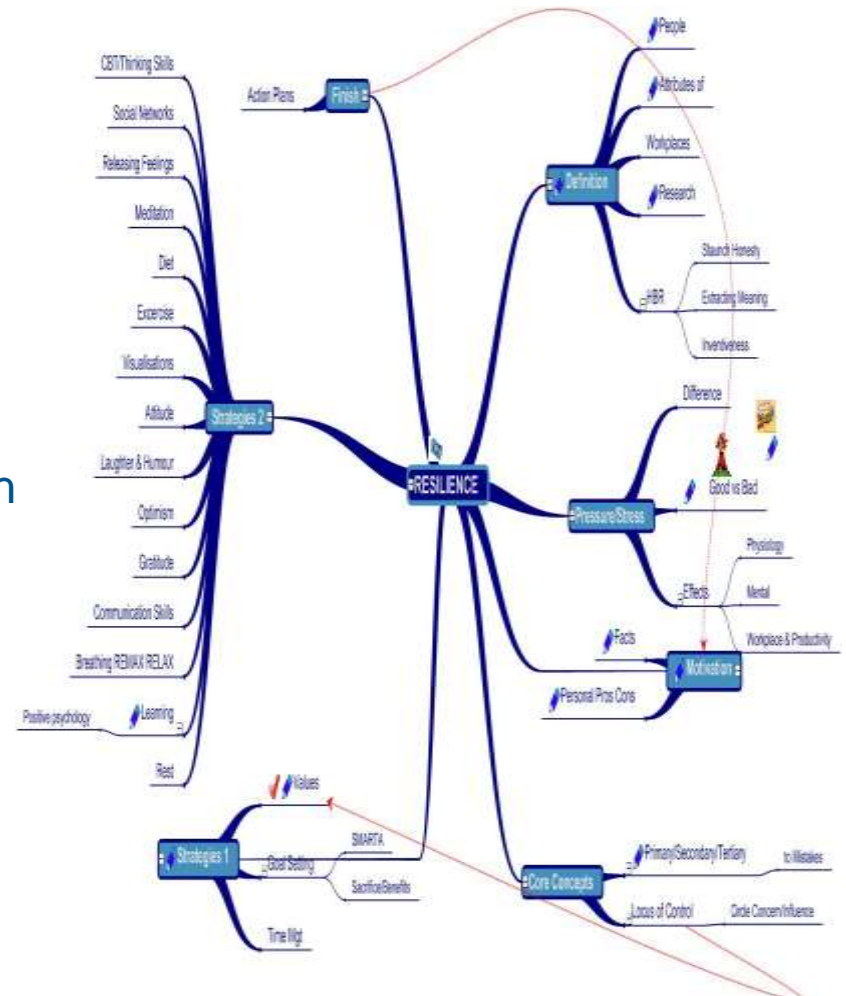 CBT/Thinking Skills
Social Networks
Releasing Feelings
Meditation
Diet
Excercise
Visualisations
Attitude
Laughter & Humour
Optimism
Gratitude
Communication Skills
Breathing REMAX RELAX
Learning
Positive psychology
Rest
Strategies 2
Action Plans
Finish
RESILIENCE
People
Attributes of
Workplaces
Research
Definition
HBR
Staunch Honesty
Extracting Meaning
Inventiveness
Difference
Good vs Bad
Pressure/Stress
Effects
Physiology
Mental
Workplace & Productivity
Facts
Motivation
Personal Pros Cons
Values
Strategies 1
Goal Setting
SMARTA
Sacrifice/Benefits
Time Mgt
Core Concepts
Primary/Secondary/Tertiary
to Mistakes
Locus of Control
Circle Concern/Influence
n